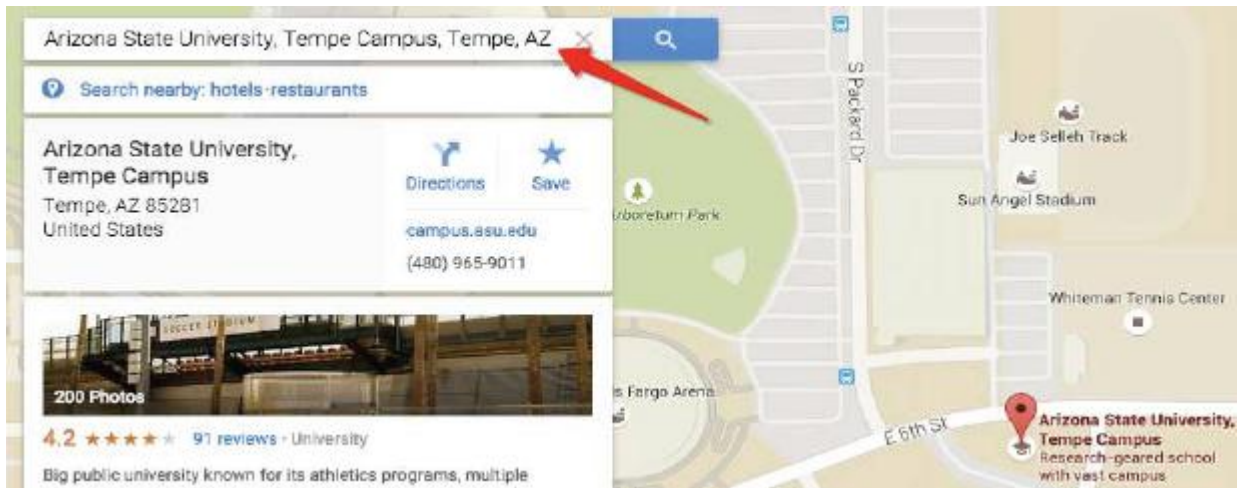 Arizona State University, Tempe Campus, Tempe, AZ
Search nearby: hotels · restaurants
Arizona State University,
Tempe Campus
Tempe, AZ 85281
United States
Directions
Save
campus.asu.edu
(480) 965-9011
SOCCER STADIUM
200 Photos
4.2
91 reviews · University
Big public university known for its athletics programs, multiple
S Packard Dr
Joe Selleh Track
Sun Angel Stadium
rboretum Park
Whiteman Tennis Center
s Fargo Arena
E 6th St
Arizona State University,
Tempe Campus
Research-geared school
with vast campus